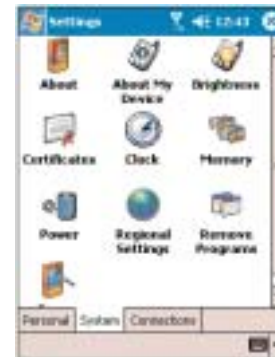 Settings 12:43
About About My Device Brightness
Certificates Clock Memory
Power Regional Settings Remove Programs
Personal System Connections